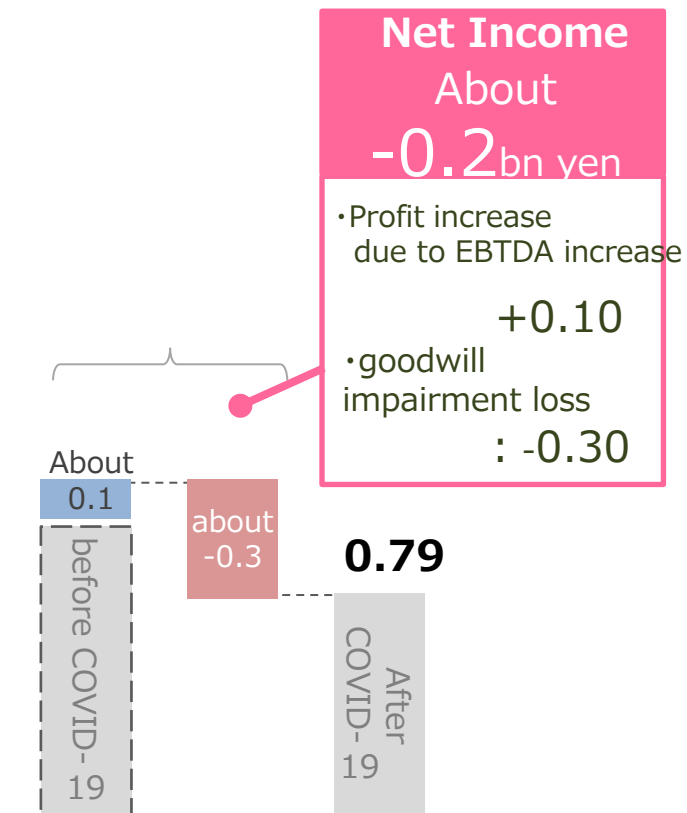 Net Income
About
-0.2bn yen
・Profit increase
due to EBTDA increase
+0.10
・goodwill
impairment loss
: -0.30
About
0.1
about
-0.3
0.79
before COVID-
19
After
COVID-
19